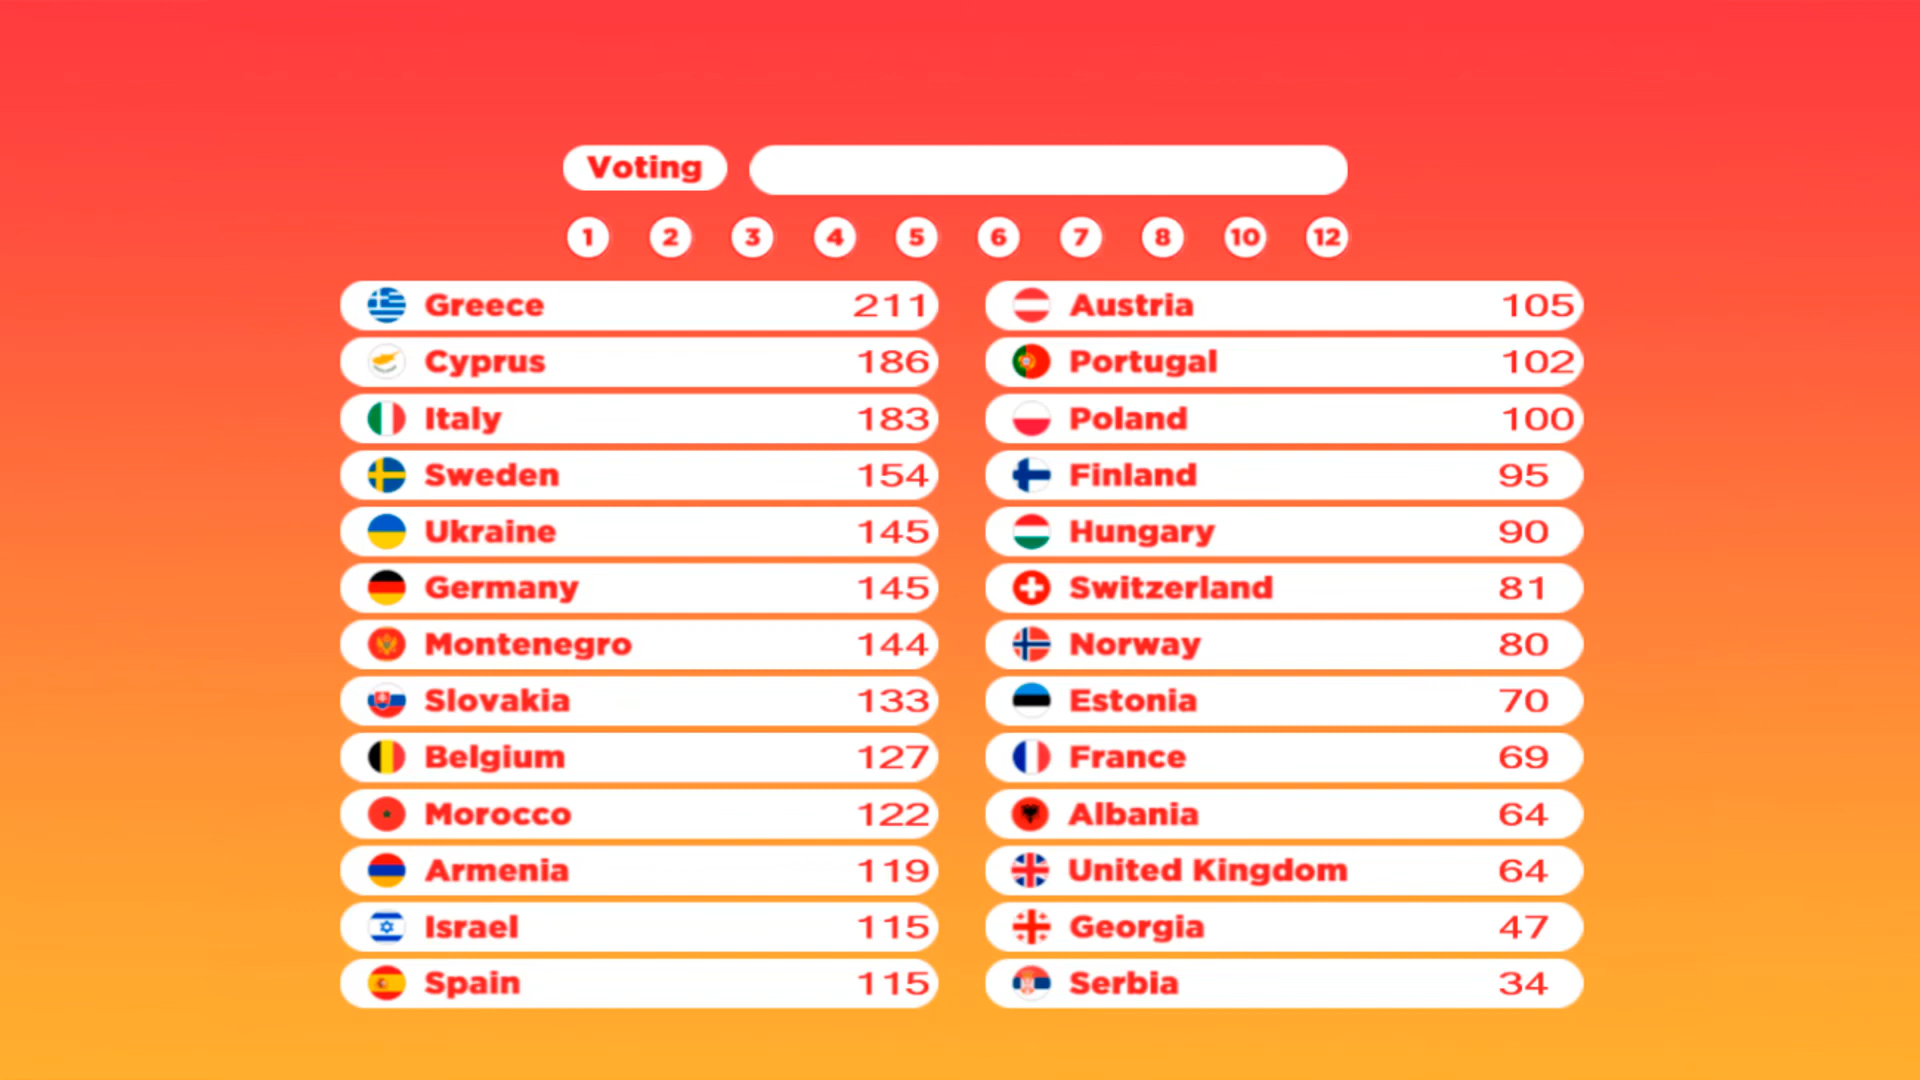 Voting
1 2 3 4 5 6 7 8 10 12
Greece 211
Cyprus 186
Italy 183
Sweden 154
Ukraine 145
Germany 145
Montenegro 144
Slovakia 133
Belgium 127
Morocco 122
Armenia 119
Israel 115
Spain 115
Austria 105
Portugal 102
Poland 100
Finland 95
Hungary 90
Switzerland 81
Norway 80
Estonia 70
France 69
Albania 64
United Kingdom 64
Georgia 47
Serbia 34